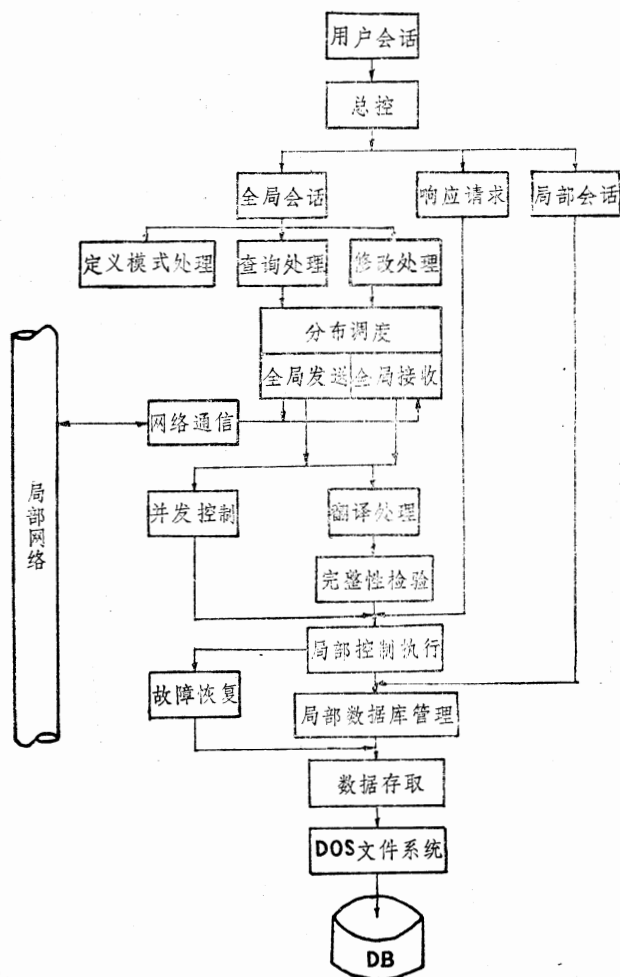 用户会话
总控
全局会话
响应请求
局部会话
定义模式处理
查询处理
修改处理
分布调度
全局发送
全局接收
网络通信
局部网络
并发控制
翻译处理
完整性检验
局部控制执行
故障恢复
局部数据库管理
数据存取
DOS文件系统
DB